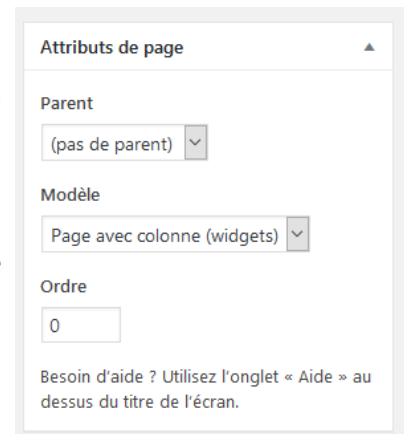 Attributs de page
Parent
(pas de parent)
Modèle
Page avec colonne (widgets)
Ordre
0
Besoin d'aide ? Utilisez l'onglet « Aide » au
dessus du titre de l'écran.